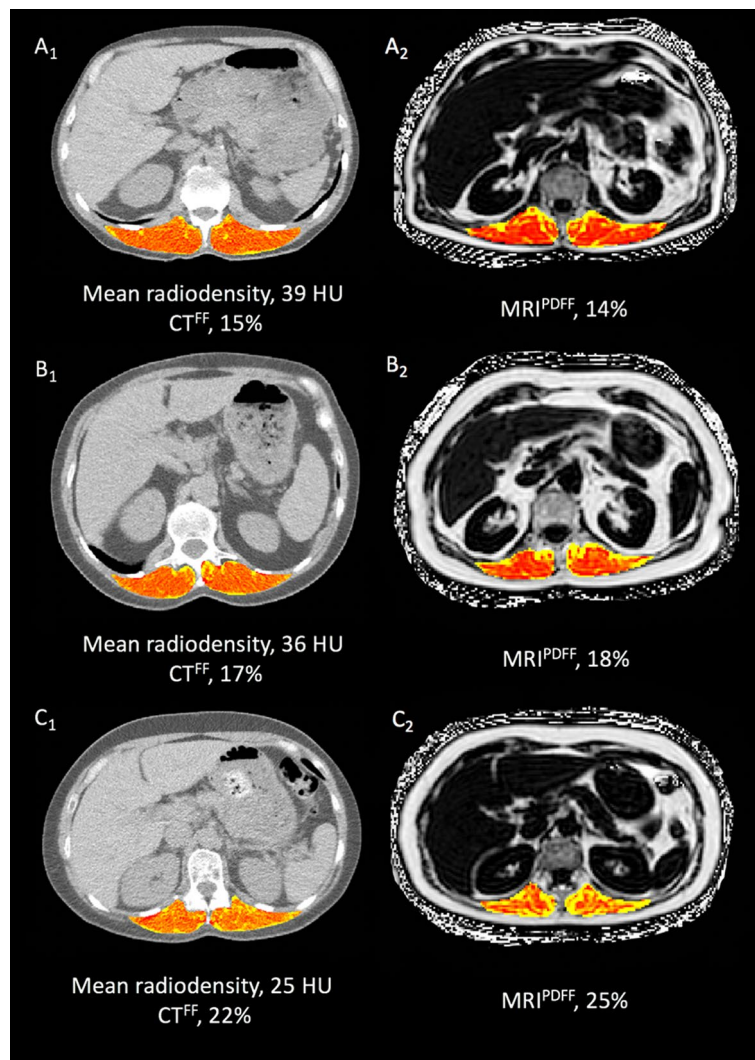 A₁
A₂
Mean radiodensity, 39 HU
CTᶠᶠ, 15%
MRIᴾᴰᶠᶠ, 14%
B₁
B₂
Mean radiodensity, 36 HU
CTᶠᶠ, 17%
MRIᴾᴰᶠᶠ, 18%
C₁
C₂
Mean radiodensity, 25 HU
CTᶠᶠ, 22%
MRIᴾᴰᶠᶠ, 25%